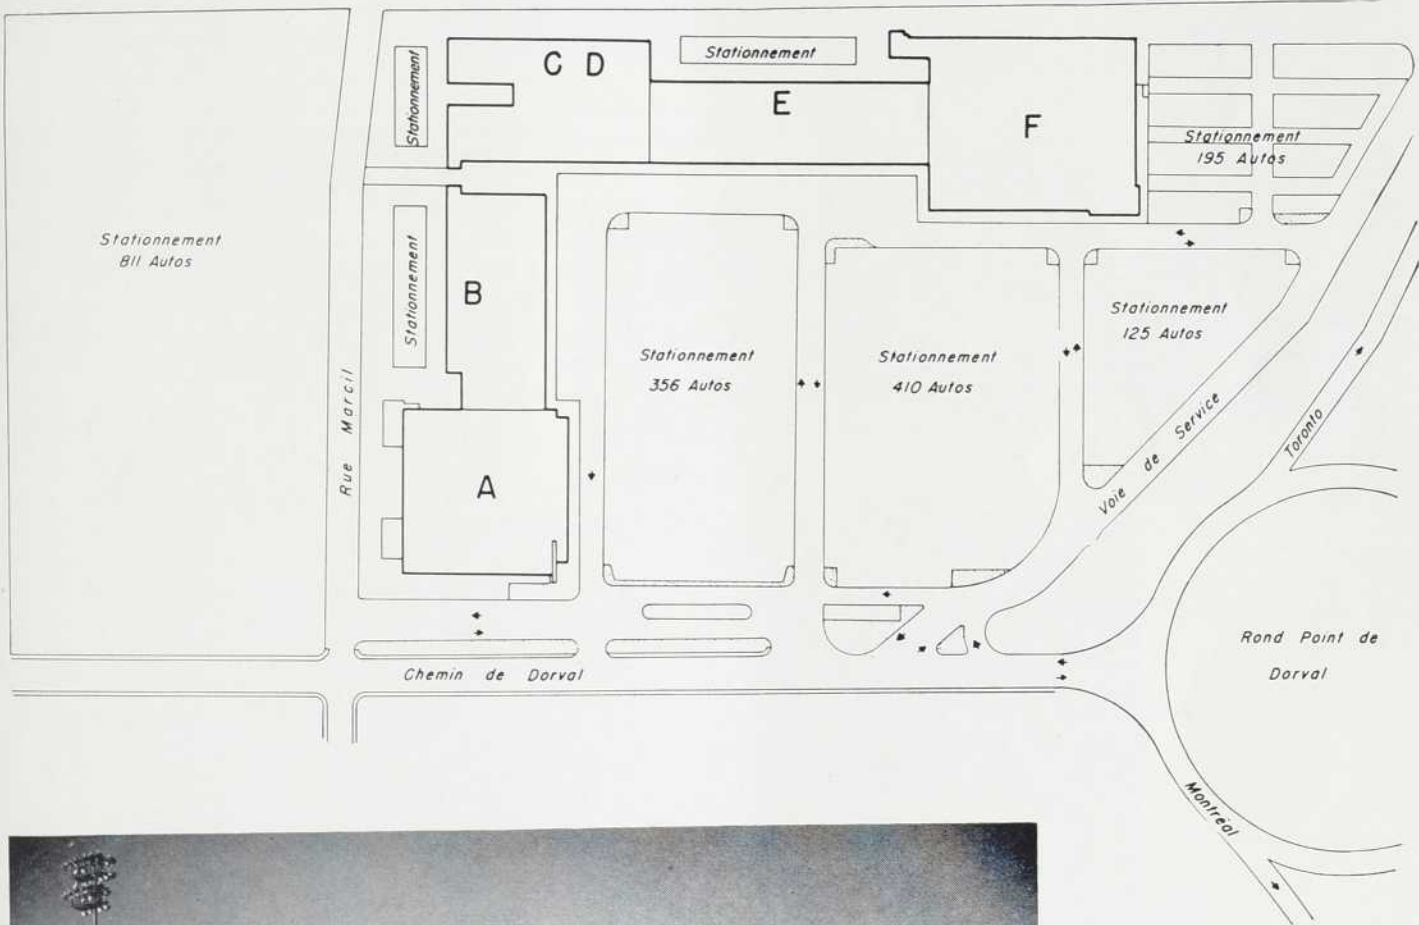 C D
Stationnement
Stationnement
E
F
Stationnement
195 Autos
Stationnement
811 Autos
Stationnement
B
Stationnement
125 Autos
Stationnement
356 Autos
Stationnement
410 Autos
Rue Marcil
A
Voie de Service
Toronto
Rond Point de
Dorval
Chemin de Dorval
Montréal